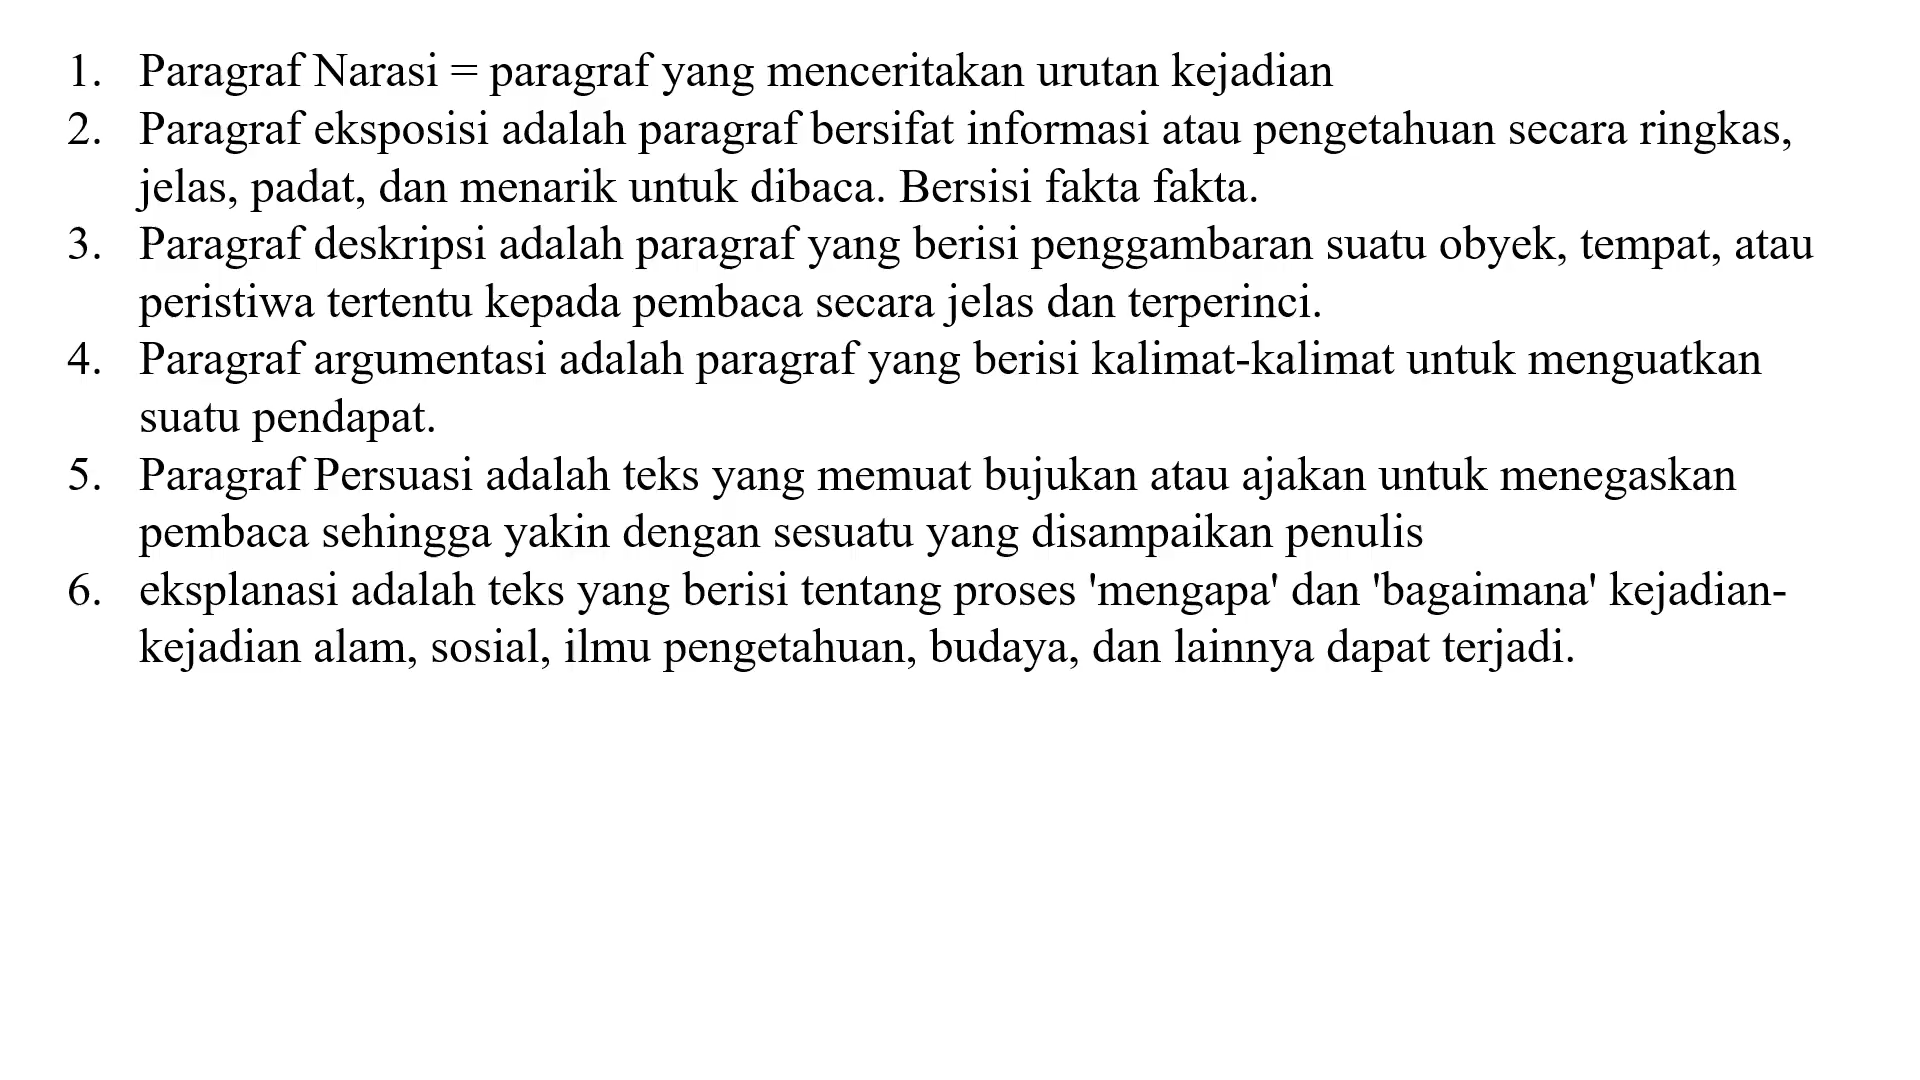 1. Paragraf Narasi = paragraf yang menceritakan urutan kejadian
2. Paragraf eksposisi adalah paragraf bersifat informasi atau pengetahuan secara ringkas,
jelas, padat, dan menarik untuk dibaca. Bersisi fakta fakta.
3. Paragraf deskripsi adalah paragraf yang berisi penggambaran suatu obyek, tempat, atau
peristiwa tertentu kepada pembaca secara jelas dan terperinci.
4. Paragraf argumentasi adalah paragraf yang berisi kalimat-kalimat untuk menguatkan
suatu pendapat.
5. Paragraf Persuasi adalah teks yang memuat bujukan atau ajakan untuk menegaskan
pembaca sehingga yakin dengan sesuatu yang disampaikan penulis
6. eksplanasi adalah teks yang berisi tentang proses 'mengapa' dan 'bagaimana' kejadian-
kejadian alam, sosial, ilmu pengetahuan, budaya, dan lainnya dapat terjadi.